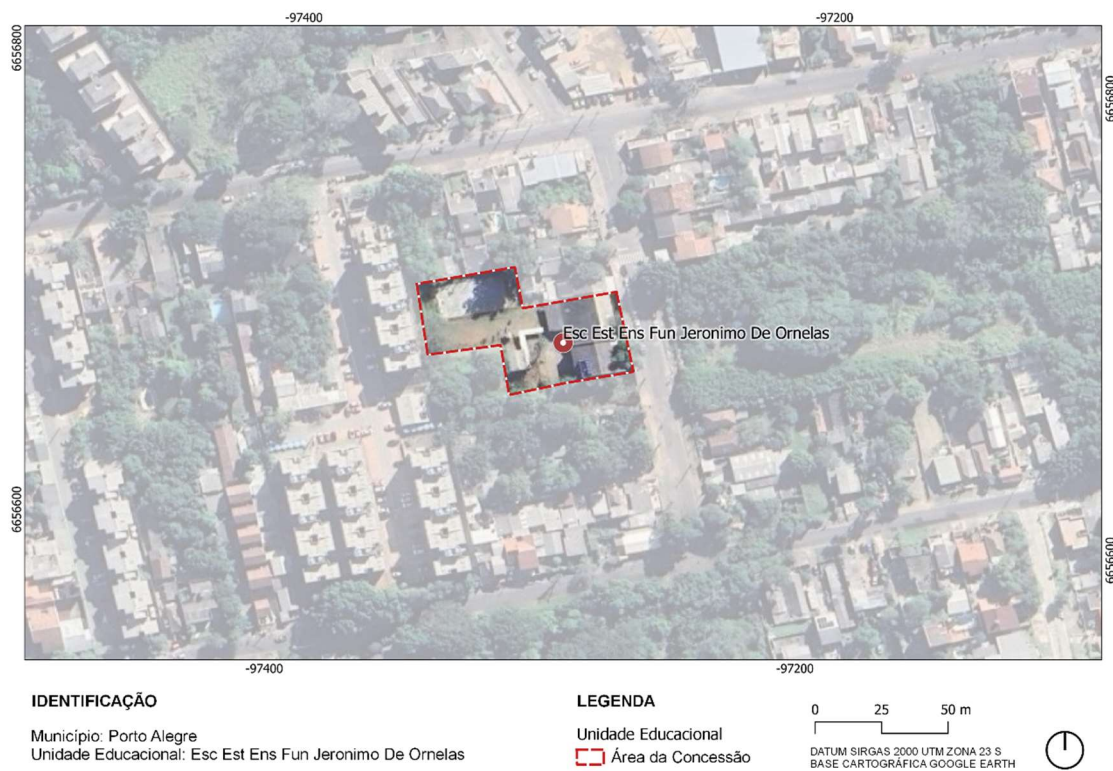 -97400
-97200
6656800
6656800
Esc Est Ens Fun Jeronimo De Ornelas
6656600
6656600
-97400
-97200
IDENTIFICAÇÃO
Município: Porto Alegre
Unidade Educacional: Esc Est Ens Fun Jeronimo De Ornelas
LEGENDA
Unidade Educacional
Área da Concessão
0 25 50 m
DATUM SIRGAS 2000 UTM ZONA 23 S
BASE CARTOGRÁFICA GOOGLE EARTH